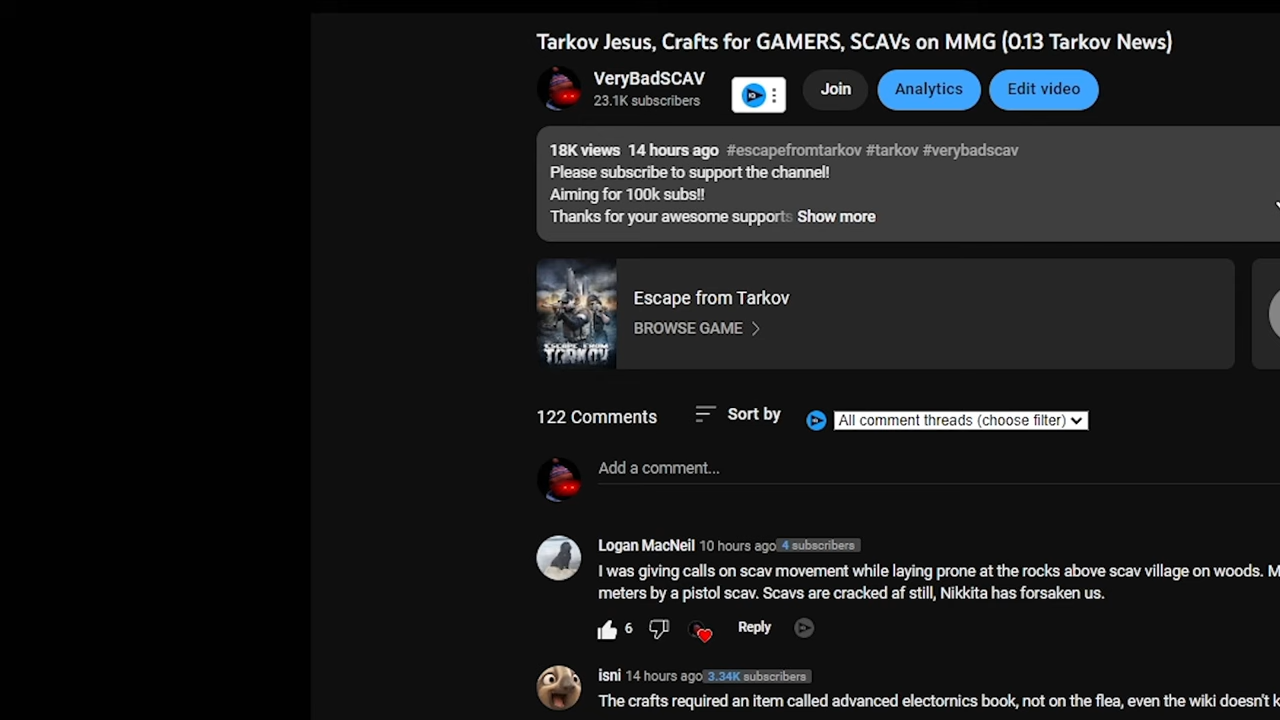 Tarkov Jesus, Crafts for GAMERS, SCAVs on MMG (0.13 Tarkov News)
VeryBadSCAV
23.1K subscribers
Join
Analytics
Edit video
18K views 14 hours ago #escapefromtarkov #tarkov #verybadscav
Please subscribe to support the channel!
Aiming for 100k subs!!
Thanks for your awesome supports Show more
ESCAPE FROM
TARKOV
Escape from Tarkov
BROWSE GAME
122 Comments
Sort by
All comment threads (choose filter)
Add a comment...
Logan MacNeil 10 hours ago 4 subscribers
I was giving calls on scav movement while laying prone at the rocks above scav village on woods. M
meters by a pistol scav. Scavs are cracked af still, Nikkita has forsaken us.
6
Reply
isni 14 hours ago 3.34K subscribers
The crafts required an item called advanced electornics book, not on the flea, even the wiki doesn't k